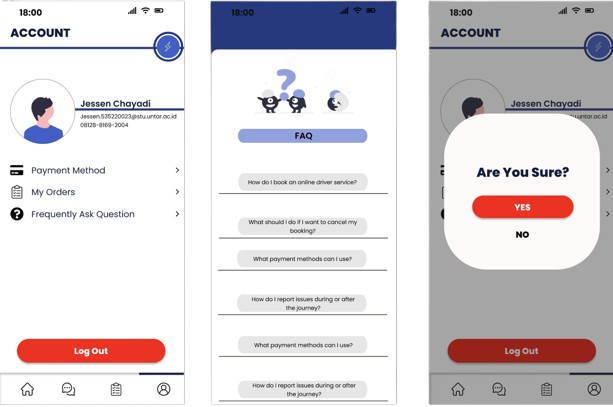 18:00
ACCOUNT
Jessen Chayadi
Jessen.535220023@stu.untar.ac.id
08128-8169-2004
Payment Method
My Orders
Frequently Ask Question
Log Out
18:00
?
FAQ
How do I book an online driver service?
What should I do if I want to cancel my
booking?
What payment methods can I use?
How do I report issues during or after
the journey?
What payment methods can I use?
How do I report issues during or after
the journey?
18:00
ACCOUNT
Jessen Chayadi
stu.untar.ac.id
Are You Sure?
YES
NO
Log Out